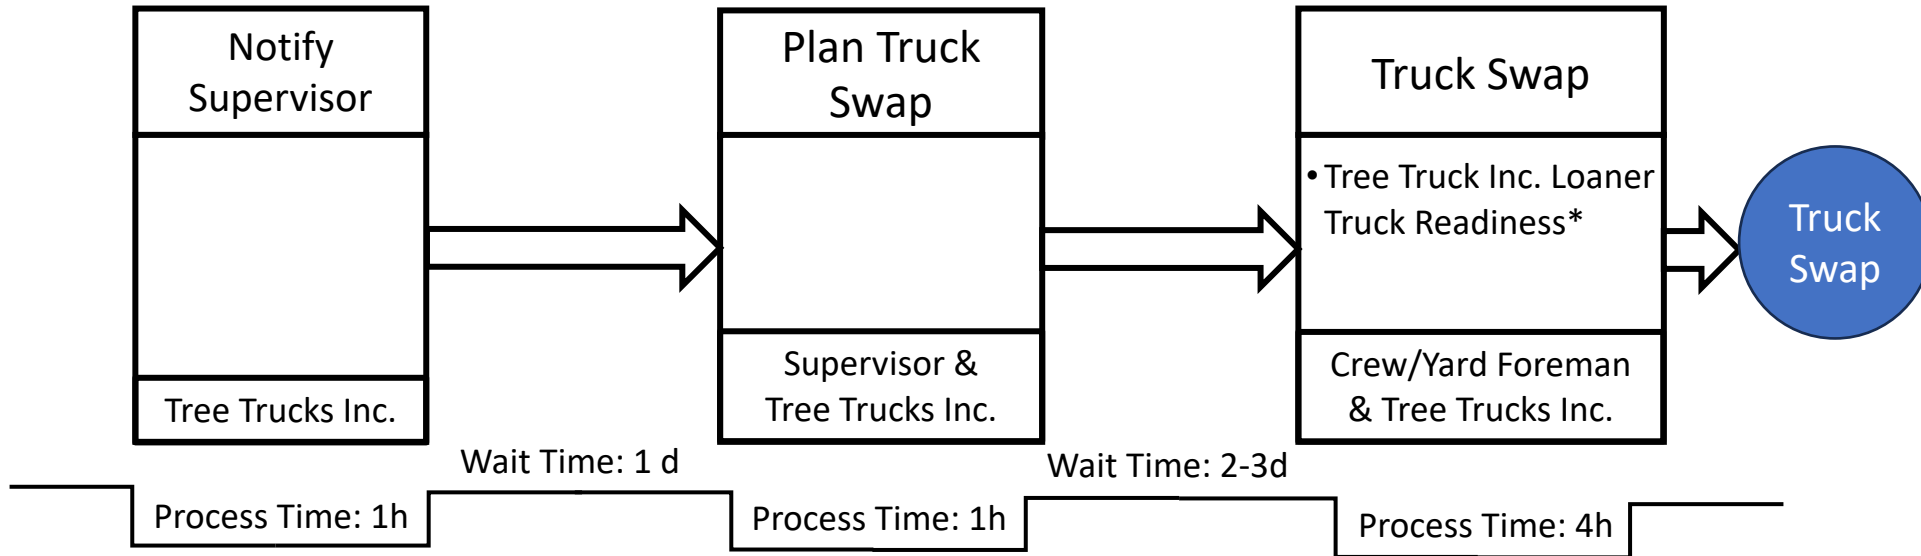 Notify
Supervisor
Tree Trucks Inc.
Plan Truck
Swap
Supervisor &
Tree Trucks Inc.
Truck Swap
• Tree Truck Inc. Loaner
Truck Readiness*
Crew/Yard Foreman
& Tree Trucks Inc.
Truck
Swap
Wait Time: 1 d
Wait Time: 2-3d
Process Time: 1h
Process Time: 1h
Process Time: 4h